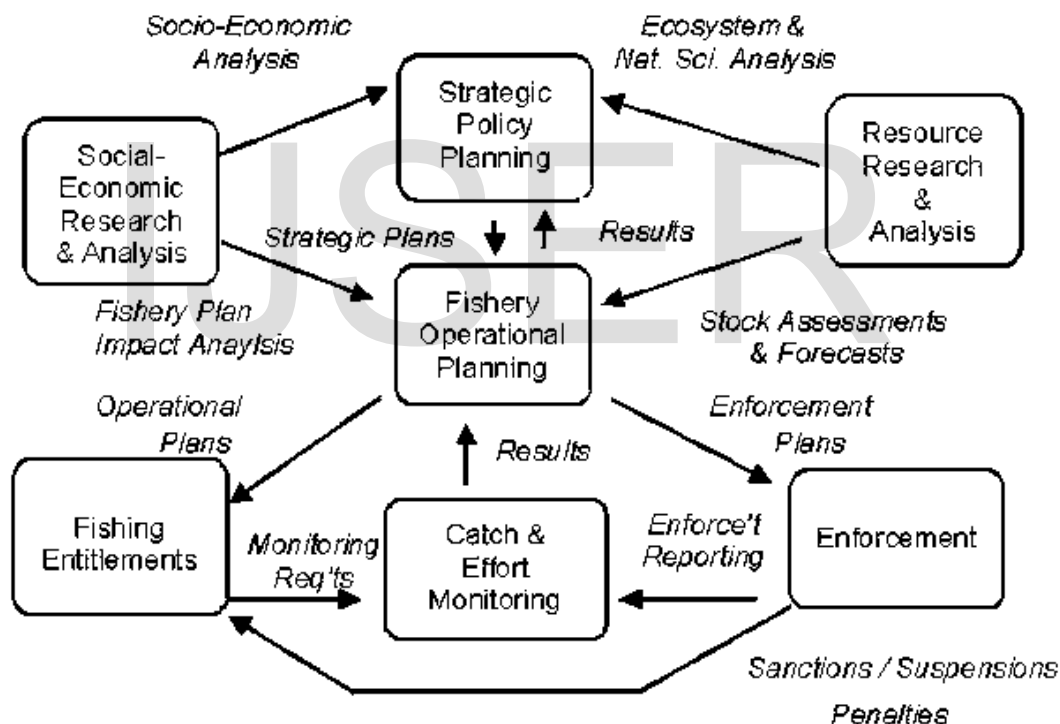 Socio-Economic
Analysis
Ecosystem &
Nat. Sci. Analysis
Strategic
Policy
Planning
Social-
Economic
Research
& Analysis
Resource
Research
&
Analysis
Strategic Plans
Results
Fishery Plan
Impact Anaylsis
Fishery
Operational
Planning
Stock Assessments
& Forecasts
Operational
Plans
Enforcement
Plans
Results
Fishing
Entitlements
Monitoring
Req'ts
Catch &
Effort
Monitoring
Enforce't
Reporting
Enforcement
Sanctions / Suspensions
Penalties
IJSER